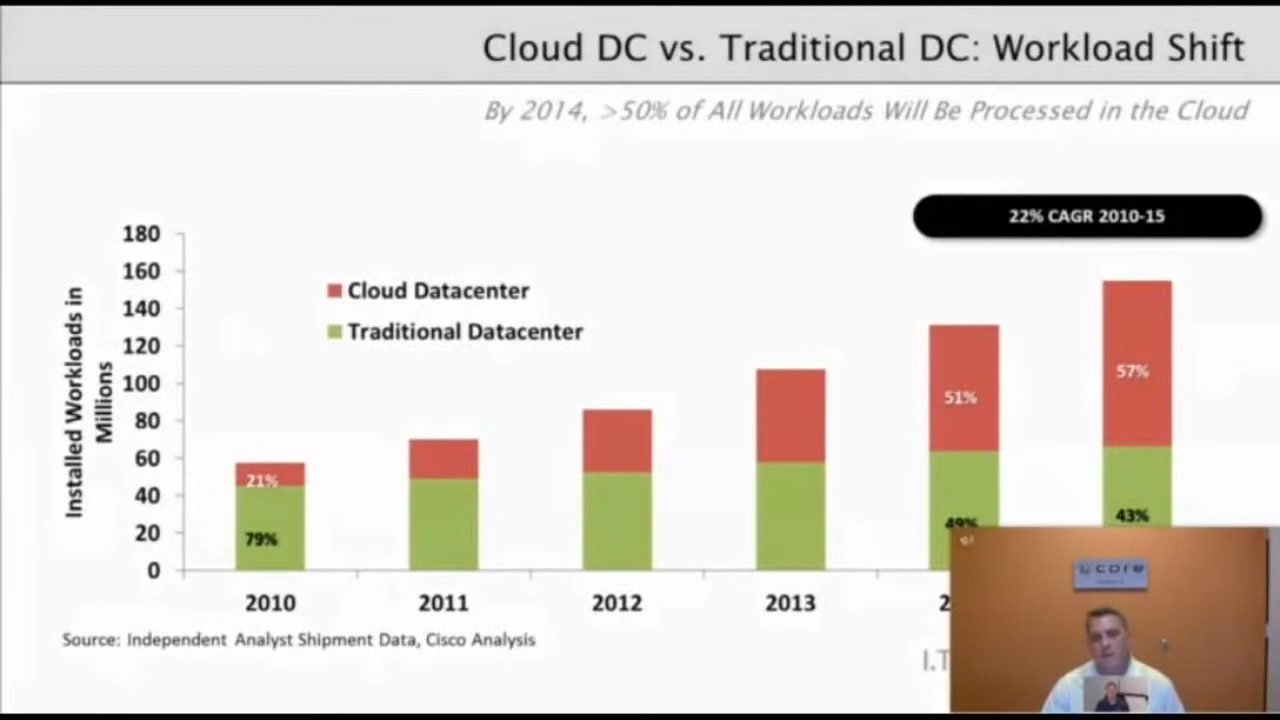 Cloud DC vs. Traditional DC: Workload Shift
By 2014, >50% of All Workloads Will Be Processed in the Cloud
22% CAGR 2010-15
180
160
140
120
100
80
60
40
20
0
Installed Workloads in
Millions
Cloud Datacenter
Traditional Datacenter
21%
79%
51%
49%
57%
43%
2010
2011
2012
2013
2
Source: Independent Analyst Shipment Data, Cisco Analysis
I.T
core